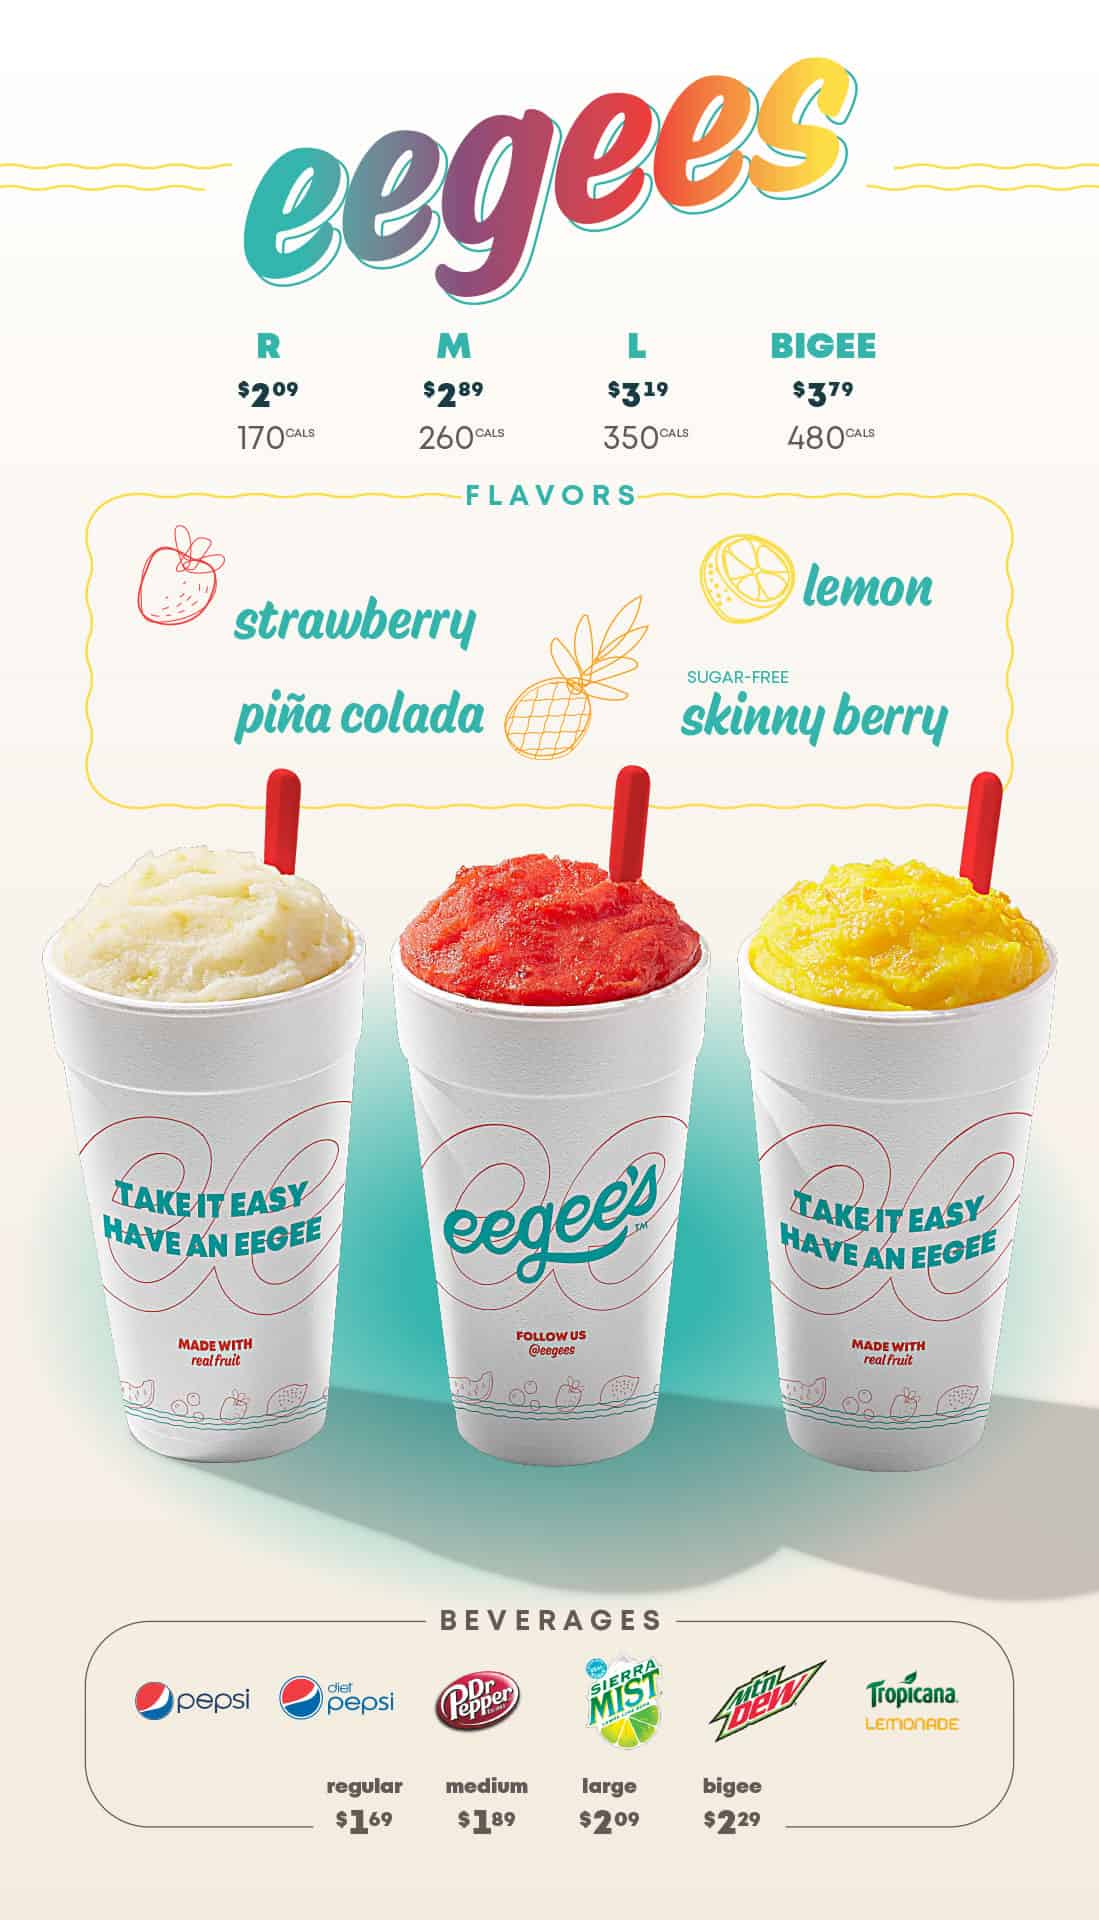 eegees
R M L BIGEE
$2.09 $2.89 $3.19 $3.79
170 CALS 260 CALS 350 CALS 480 CALS
FLAVORS
strawberry
lemon
piña colada
SUGAR-FREE
skinny berry
TAKE IT EASY
HAVE AN EEGEE
MADE WITH
real fruit
eegee's™
FOLLOW US
@eegees
TAKE IT EASY
HAVE AN EEGEE
MADE WITH
real fruit
BEVERAGES
pepsi
diet
pepsi
Dr
Pepper
SIERRA
MIST
mtn
DEW
Tropicana
LEMONADE
regular medium large bigee
$1.69 $1.89 $2.09 $2.29